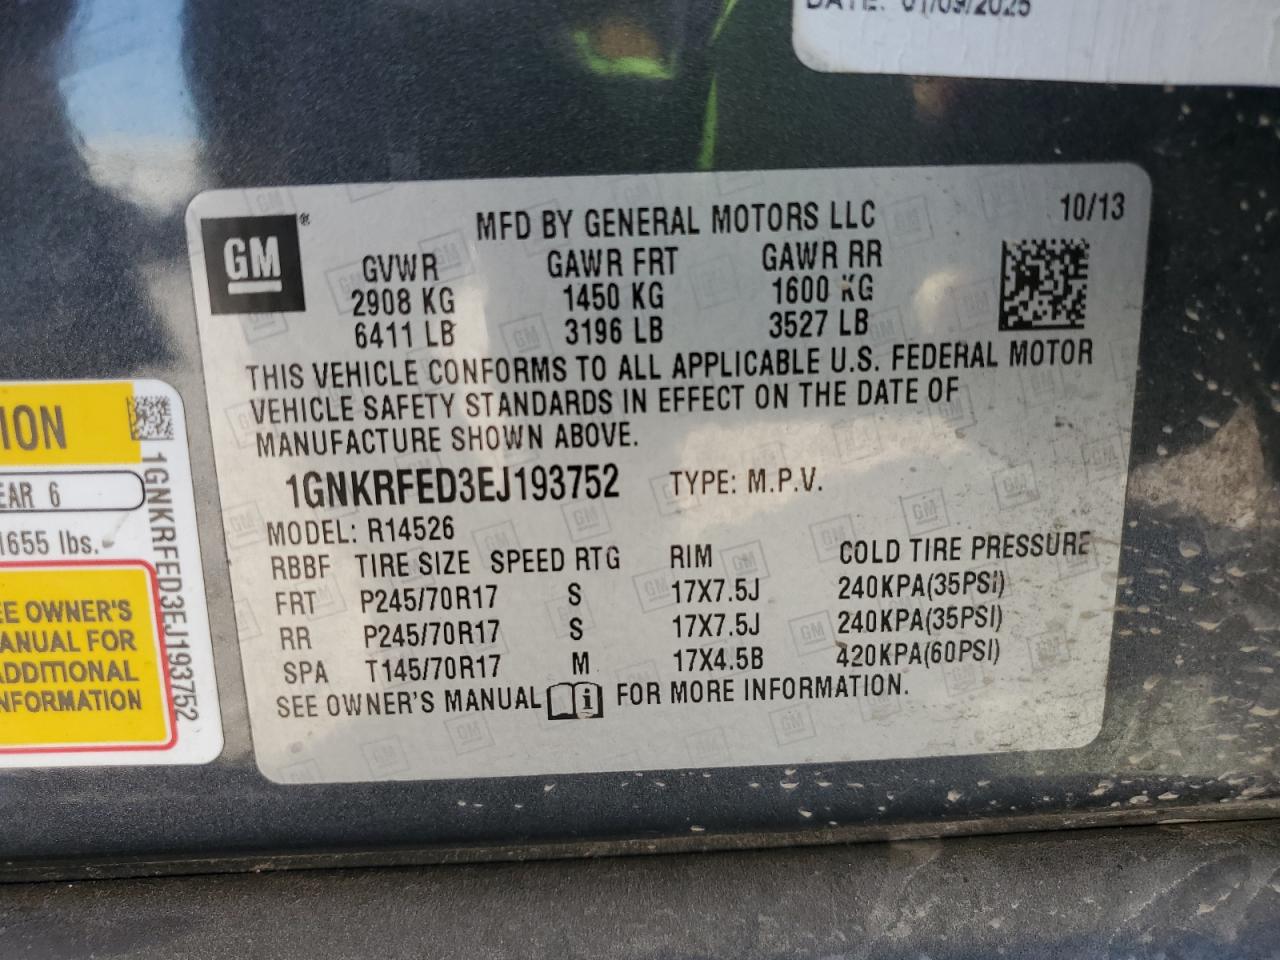 DATE: 01/09/2025
GM
MFD BY GENERAL MOTORS LLC
10/13
GVWR GAWR FRT GAWR RR
2908 KG 1450 KG 1600 KG
6411 LB 3196 LB 3527 LB
THIS VEHICLE CONFORMS TO ALL APPLICABLE U.S. FEDERAL MOTOR
VEHICLE SAFETY STANDARDS IN EFFECT ON THE DATE OF
MANUFACTURE SHOWN ABOVE.
1GNKRFED3EJ193752 TYPE: M.P.V.
MODEL: R14526
RBBF TIRE SIZE SPEED RTG RIM COLD TIRE PRESSURE
FRT P245/70R17 S 17X7.5J 240KPA(35PSI)
RR P245/70R17 S 17X7.5J 240KPA(35PSI)
SPA T145/70R17 M 17X4.5B 420KPA(60PSI)
SEE OWNER'S MANUAL i FOR MORE INFORMATION.
ION
EAR 6
1655 lbs.
EE OWNER'S
MANUAL FOR
ADDITIONAL
NFORMATION
1GNKRFED3EJ193752